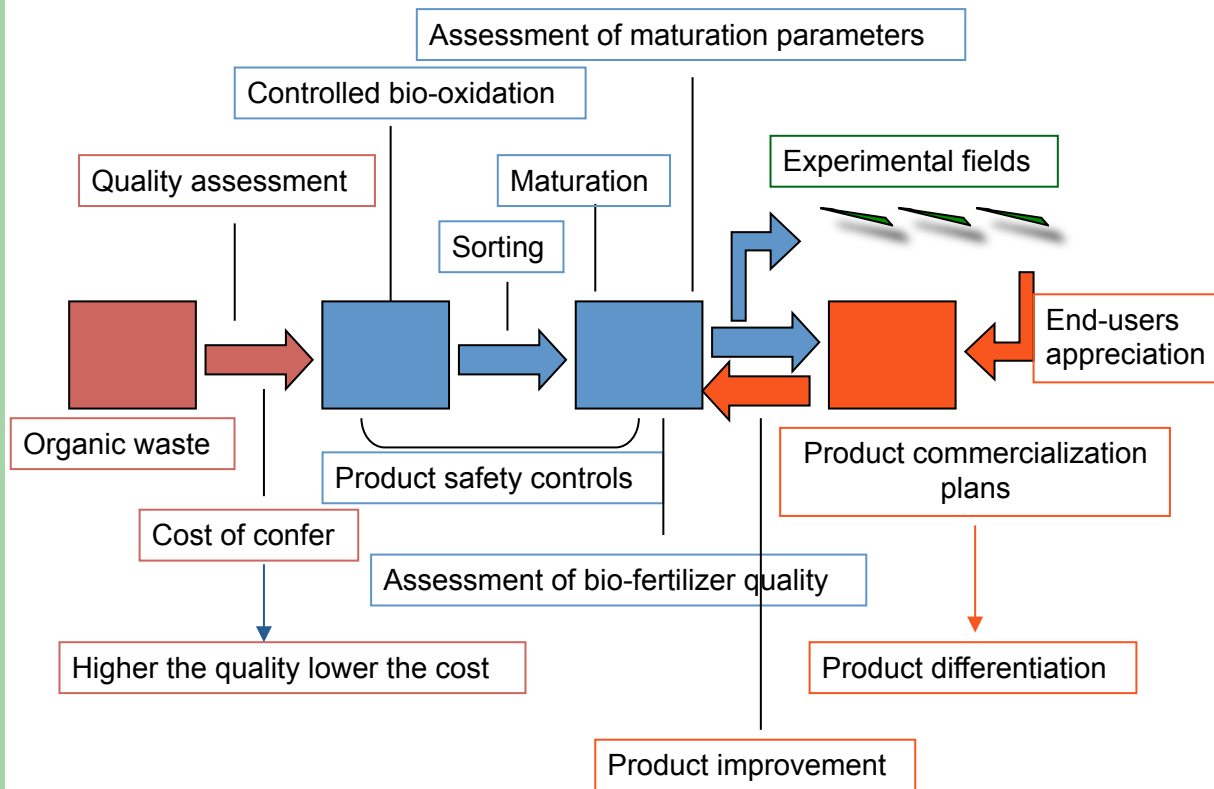 Assessment of maturation parameters
Controlled bio-oxidation
Experimental fields
Quality assessment
Maturation
Sorting
End-users
appreciation
Organic waste
Product commercialization
plans
Product safety controls
Cost of confer
Assessment of bio-fertilizer quality
Higher the quality lower the cost
Product differentiation
Product improvement